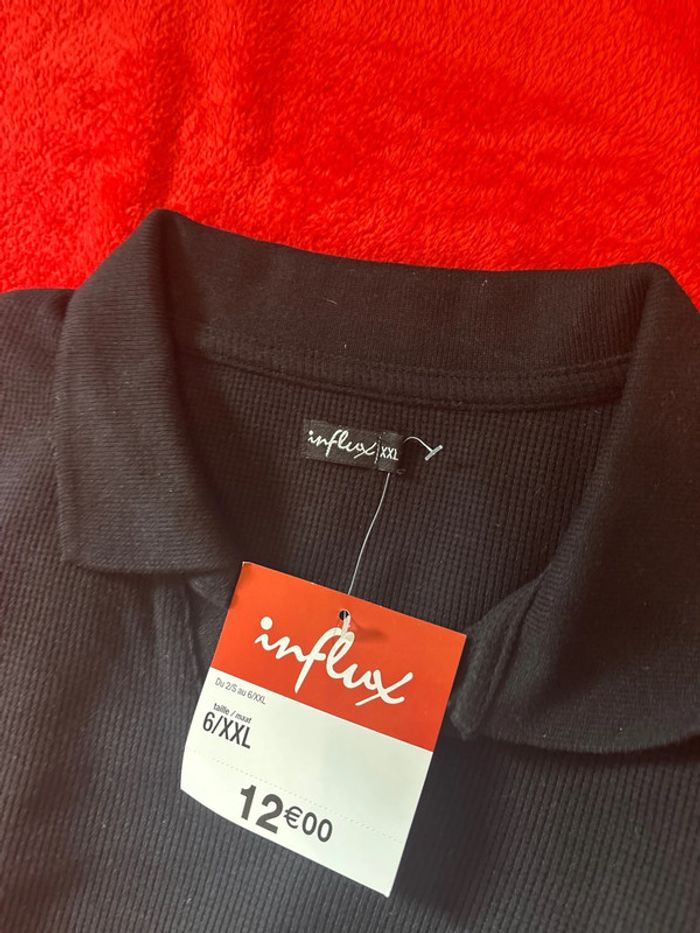 influx XXL
influx
Du 2/S au 6/XXL
taille / maat
6/XXL
12€00